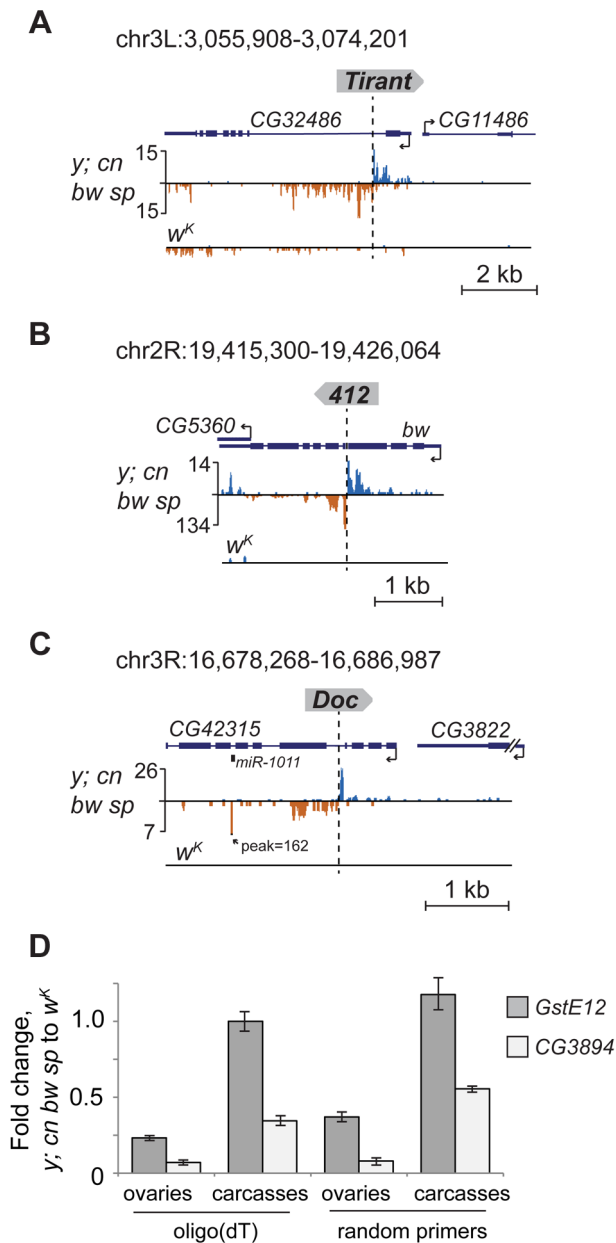 A
chr3L:3,055,908-3,074,201
Tirant
CG32486 CG11486
15
y; cn
bw sp
15
wK
2 kb
B
chr2R:19,415,300-19,426,064
412
CG5360
bw
14
y; cn
bw sp
134
wK
1 kb
C
chr3R:16,678,268-16,686,987
Doc
CG42315 CG3822
miR-1011
26
y; cn
bw sp
7
peak=162
wK
1 kb
D
Fold change,
y; cn bw sp to wK
1.0
0.5
0
GstE12
CG3894
ovaries carcasses ovaries carcasses
oligo(dT) random primers